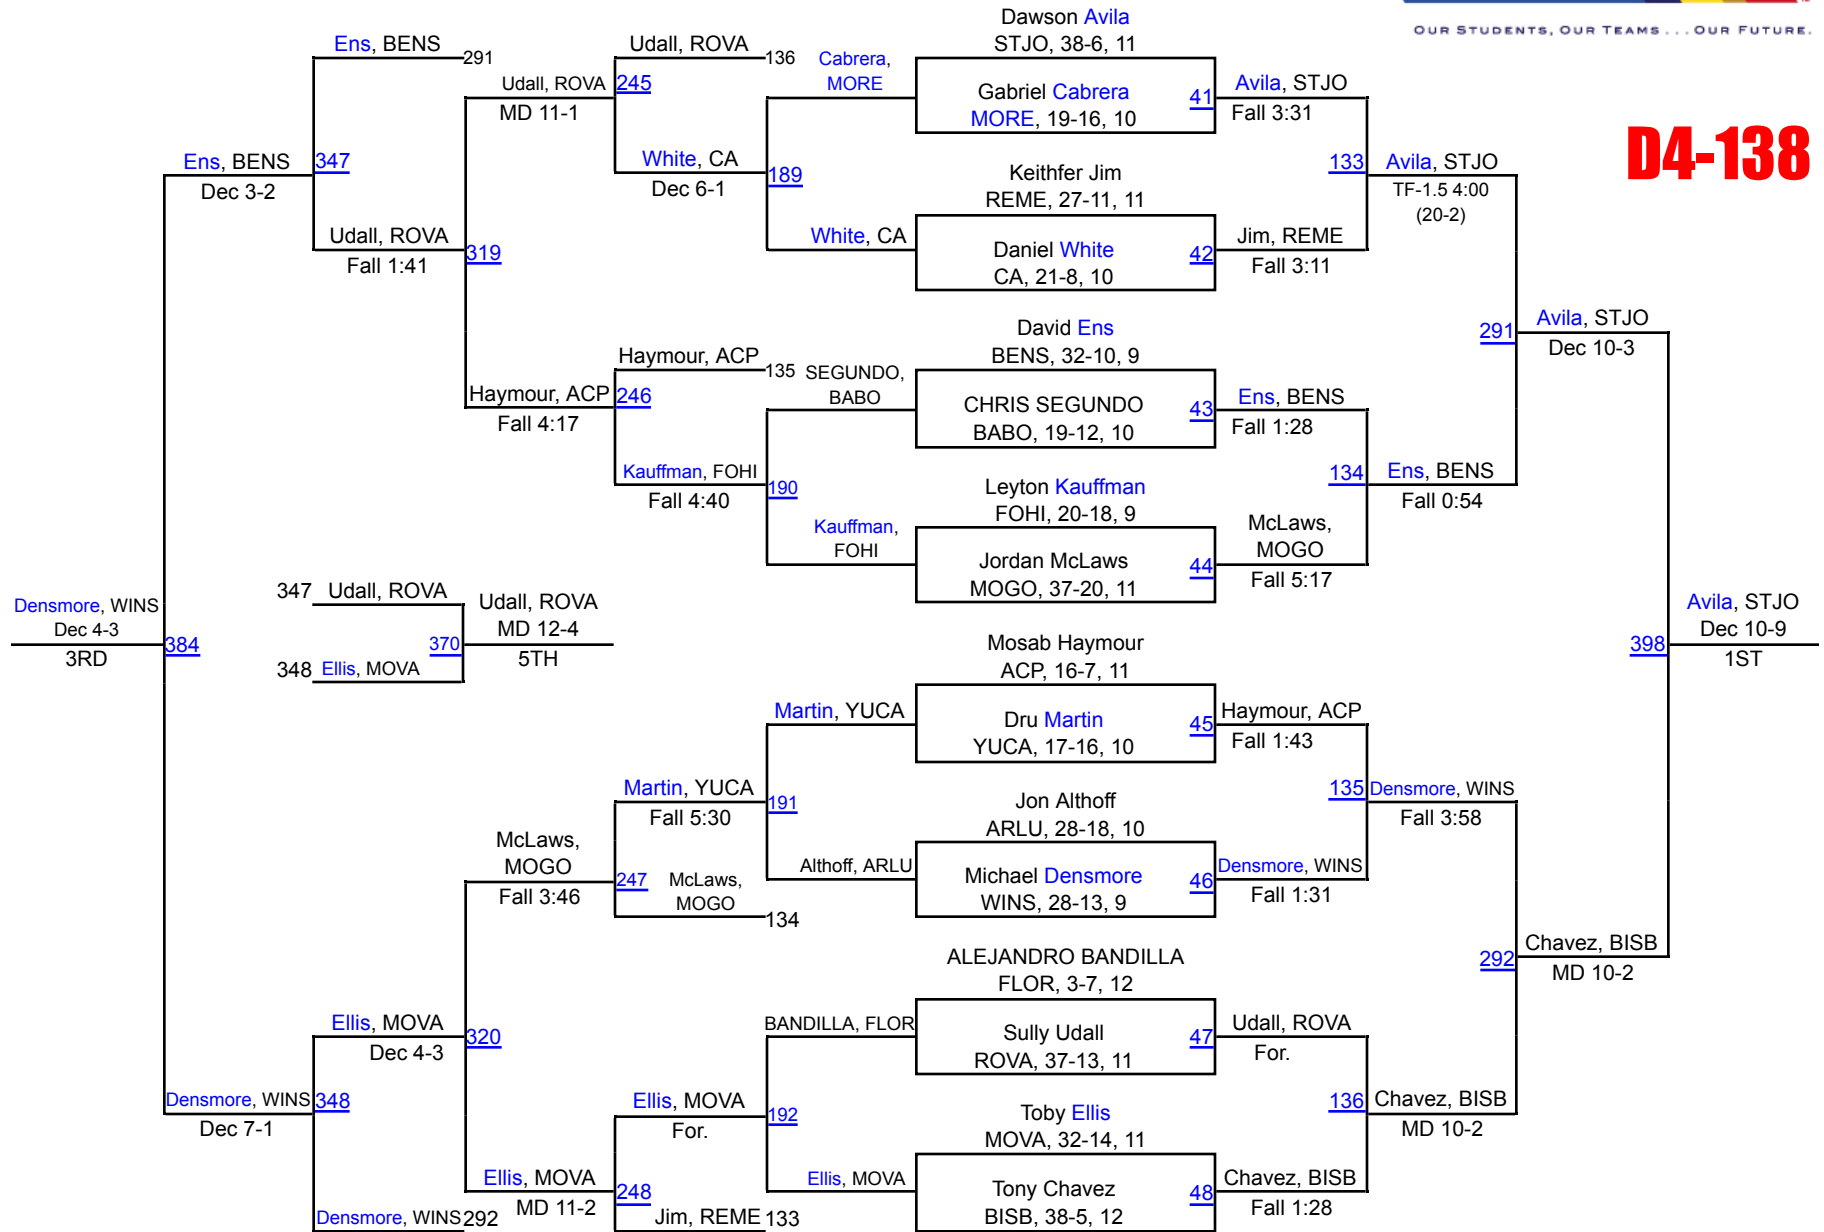 OUR STUDENTS, OUR TEAMS . . . OUR FUTURE.
D4-138
Ens, BENS
291
Ens, BENS
347
Dec 3-2
Udall, ROVA
Fall 1:41
319
Udall, ROVA
MD 11-1
245
Udall, ROVA
136
White, CA
Dec 6-1
189
Cabrera,
MORE
White, CA
Haymour, ACP
Fall 4:17
246
Haymour, ACP
135
Kauffman, FOHI
Fall 4:40
190
SEGUNDO,
BABO
Kauffman,
FOHI
Densmore, WINS
Dec 4-3
3RD
384
347 Udall, ROVA
348 Ellis, MOVA
370
Udall, ROVA
MD 12-4
5TH
Martin, YUCA
191
Althoff, ARLU
Martin, YUCA
Fall 5:30
McLaws,
MOGO
Fall 3:46
247
McLaws,
MOGO
134
Ellis, MOVA
Dec 4-3
320
Densmore, WINS
348
Dec 7-1
Densmore, WINS
292
Ellis, MOVA
MD 11-2
248
Ellis, MOVA
For.
192
Jim, REME
133
BANDILLA, FLOR
Ellis, MOVA
Dawson Avila
STJO, 38-6, 11
Gabriel Cabrera
MORE, 19-16, 10
41
Keithfer Jim
REME, 27-11, 11
Daniel White
CA, 21-8, 10
42
David Ens
BENS, 32-10, 9
CHRIS SEGUNDO
BABO, 19-12, 10
43
Leyton Kauffman
FOHI, 20-18, 9
Jordan McLaws
MOGO, 37-20, 11
44
Mosab Haymour
ACP, 16-7, 11
Dru Martin
YUCA, 17-16, 10
45
Jon Althoff
ARLU, 28-18, 10
Michael Densmore
WINS, 28-13, 9
46
ALEJANDRO BANDILLA
FLOR, 3-7, 12
Sully Udall
ROVA, 37-13, 11
47
Toby Ellis
MOVA, 32-14, 11
Tony Chavez
BISB, 38-5, 12
48
Avila, STJO
Fall 3:31
133
Jim, REME
Fall 3:11
Ens, BENS
Fall 1:28
134
McLaws,
MOGO
Fall 5:17
Haymour, ACP
Fall 1:43
135
Densmore, WINS
Fall 1:31
Udall, ROVA
For.
136
Chavez, BISB
Fall 1:28
Avila, STJO
TF-1.5 4:00
(20-2)
291
Ens, BENS
Fall 0:54
Densmore, WINS
Fall 3:58
292
Chavez, BISB
MD 10-2
Avila, STJO
Dec 10-3
398
Chavez, BISB
MD 10-2
Avila, STJO
Dec 10-9
1ST